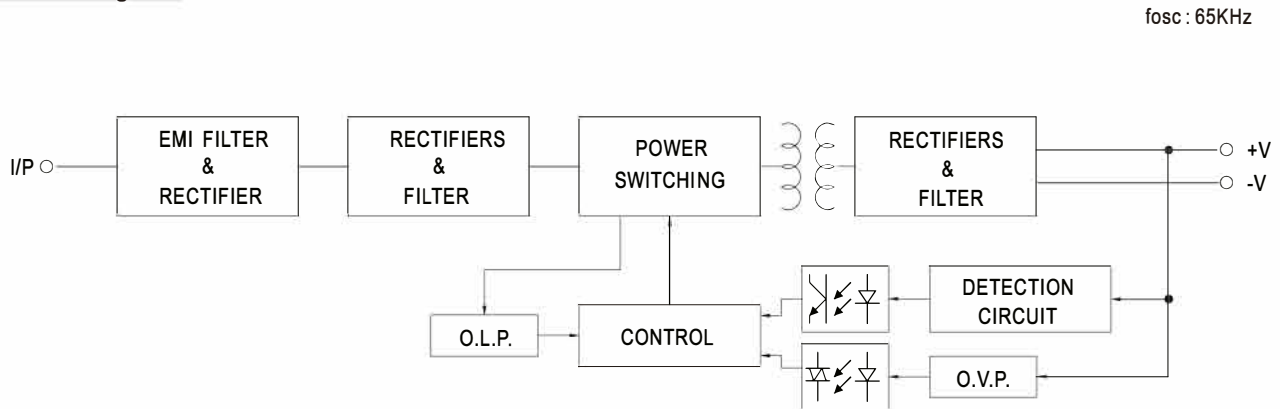 fosc : 65KHz
I/P
EMI FILTER
&
RECTIFIER
RECTIFIERS
&
FILTER
POWER
SWITCHING
RECTIFIERS
&
FILTER
+V
-V
O.L.P.
CONTROL
DETECTION
CIRCUIT
O.V.P.